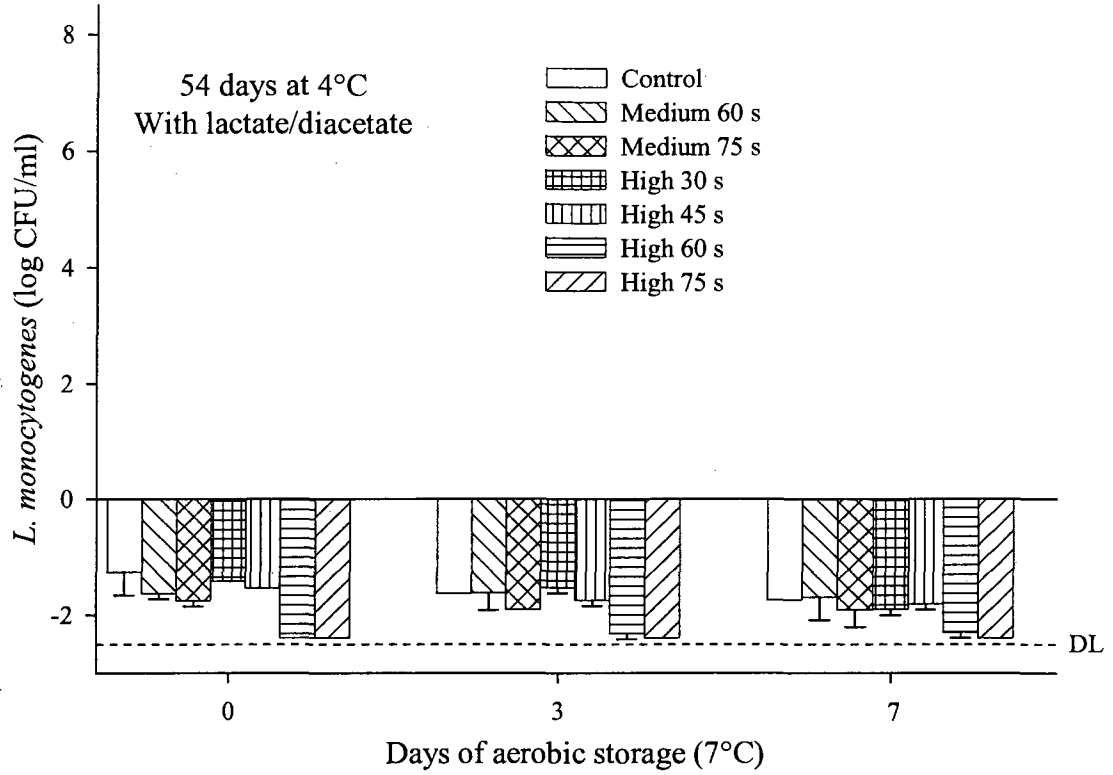 8
6
4
2
0
-2
L. monocytogenes (log CFU/ml)
54 days at 4°C
With lactate/diacetate
Control
Medium 60 s
Medium 75 s
High 30 s
High 45 s
High 60 s
High 75 s
DL
0 3 7
Days of aerobic storage (7°C)